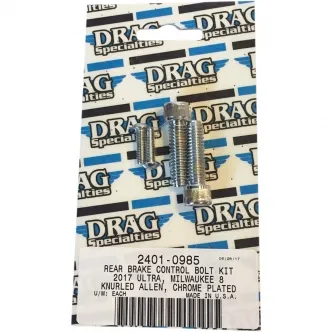 DRAG
Specialties
DRAG
Specialties
DRAG
Specialties
DRAG
Specialties
2401-0985
REAR BRAKE CONTROL BOLT KIT
2017 ULTRA, MILWAUKEE 8
KNURLED ALLEN, CHROME PLATED
U/M: EACH MADE IN U.S.A.